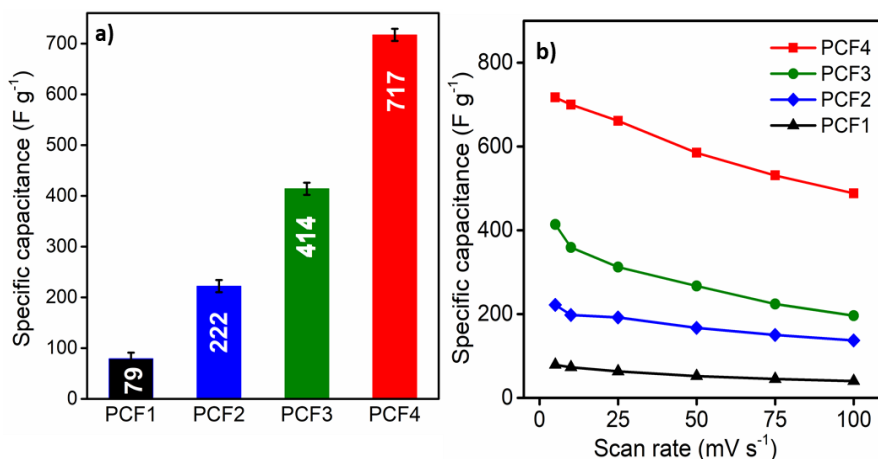 a)
Specific capacitance (F g⁻¹)
700
600
500
400
300
200
100
0
79
222
414
717
PCF1 PCF2 PCF3 PCF4
b)
PCF4
PCF3
PCF2
PCF1
Specific capacitance (F g⁻¹)
800
600
400
200
0
0 25 50 75 100
Scan rate (mV s⁻¹)